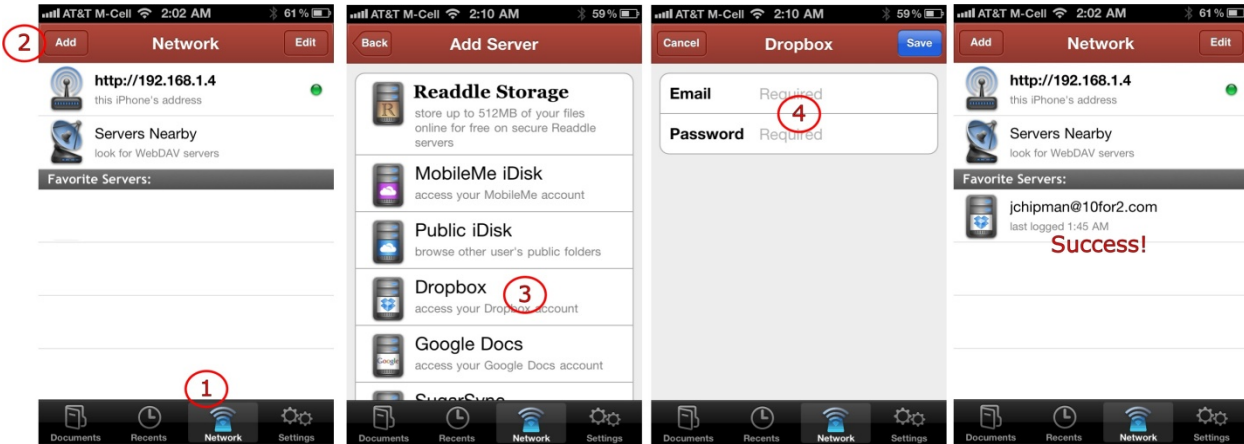 AT&T M-Cell 2:02 AM 61%
2
Add Network Edit
http://192.168.1.4
this iPhone's address
Servers Nearby
look for WebDAV servers
Favorite Servers:
1
Documents Recents Network Settings
AT&T M-Cell 2:10 AM 59%
Back Add Server
R
Readdle Storage
store up to 512MB of your files
online for free on secure Readdle
servers
MobileMe iDisk
access your MobileMe account
Public iDisk
browse other user's public folders
Dropbox
3
access your Dropbox account
Google Docs
Google
access your Google Docs account
SugarSync
Documents Recents Network Settings
AT&T M-Cell 2:10 AM 59%
Cancel Dropbox Save
Email Required
4
Password Required
Documents Recents Network Settings
AT&T M-Cell 2:02 AM 61%
Add Network Edit
http://192.168.1.4
this iPhone's address
Servers Nearby
look for WebDAV servers
Favorite Servers:
jchipman@10for2.com
last logged 1:45 AM
Success!
Documents Recents Network Settings